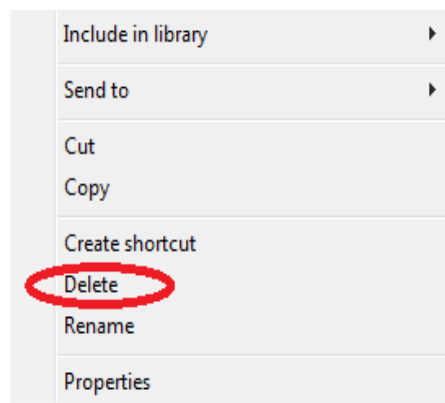 Include in library
Send to
Cut
Copy
Create shortcut
Delete
Rename
Properties